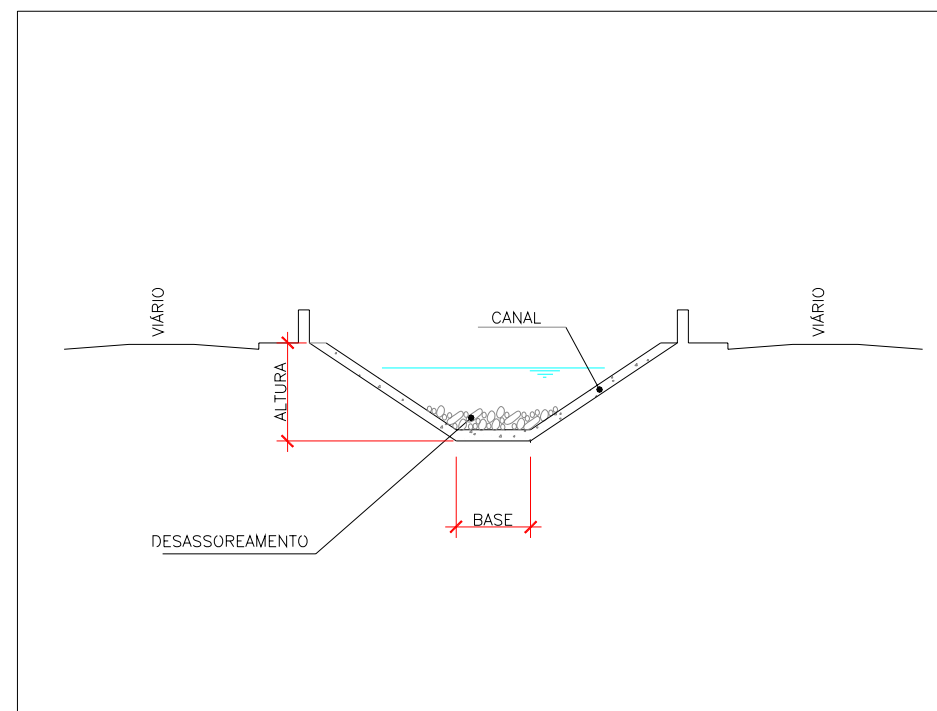 VIÁRIO
VIÁRIO
CANAL
ALTURA
BASE
DESASSOREAMENTO